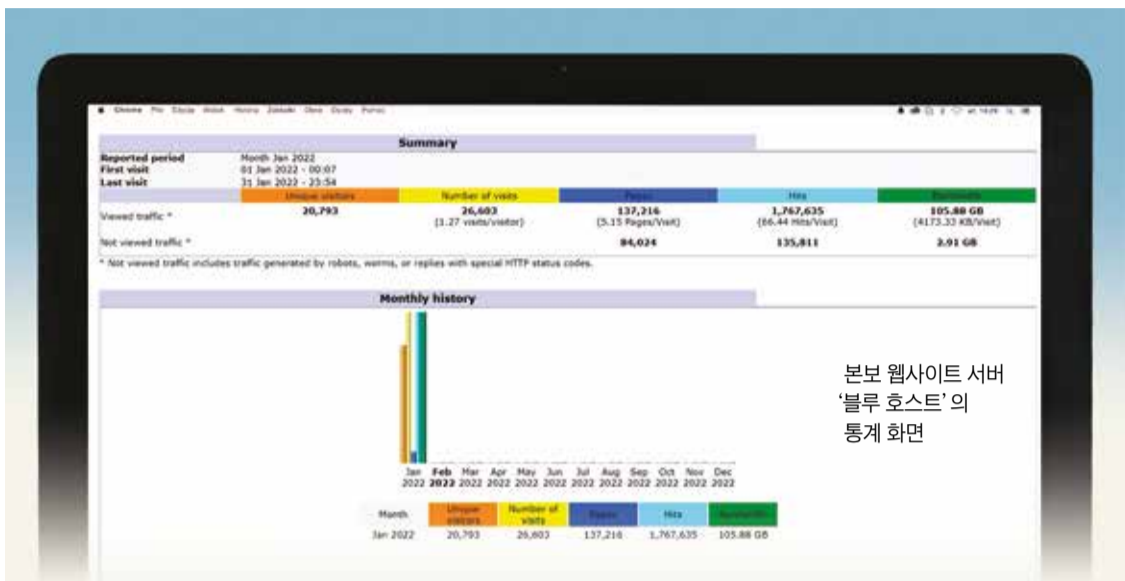 Summary
Reported period Month Jan 2022
First visit 01 Jan 2022 - 00:07
Last visit 31 Jan 2022 - 23:54
Unique visitors Number of visits Pages Hits Bandwidth
Viewed traffic * 20,793 26,603 137,216 1,767,635 105.88 GB
(1.27 visits/visitor) (5.15 Pages/Visit) (66.44 Hits/Visit) (4173.33 KB/Visit)
Not viewed traffic * 84,024 135,811 2.91 GB
* Not viewed traffic includes traffic generated by robots, worms, or replies with special HTTP status codes.
Monthly history
본보 웹사이트 서버
‘블루 호스트’의
통계 화면
Jan Feb Mar Apr May Jun Jul Aug Sep Oct Nov Dec
2022 2022 2022 2022 2022 2022 2022 2022 2022 2022 2022 2022
Month Unique visitors Number of visits Pages Hits Bandwidth
Jan 2022 20,793 26,603 137,216 1,767,635 105.88 GB